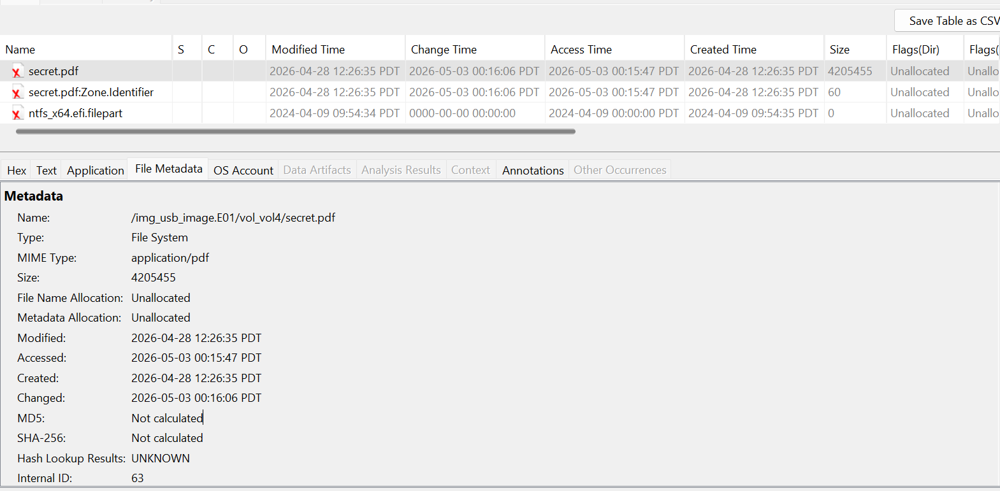 Save Table as CSV
Name S C O Modified Time Change Time Access Time Created Time Size Flags(Dir) Flags(
secret.pdf 2026-04-28 12:26:35 PDT 2026-05-03 00:16:06 PDT 2026-05-03 00:15:47 PDT 2026-04-28 12:26:35 PDT 4205455 Unallocated Unallo
secret.pdf:Zone.Identifier 2026-04-28 12:26:35 PDT 2026-05-03 00:16:06 PDT 2026-05-03 00:15:47 PDT 2026-04-28 12:26:35 PDT 60 Unallocated Unallo
ntfs_x64.efi.filepart 2024-04-09 09:54:34 PDT 0000-00-00 00:00:00 2024-04-09 00:00:00 PDT 2024-04-09 09:54:35 PDT 0 Unallocated Unallo
Hex Text Application File Metadata OS Account Data Artifacts Analysis Results Context Annotations Other Occurrences
Metadata
Name: /img_usb_image.E01/vol_vol4/secret.pdf
Type: File System
MIME Type: application/pdf
Size: 4205455
File Name Allocation: Unallocated
Metadata Allocation: Unallocated
Modified: 2026-04-28 12:26:35 PDT
Accessed: 2026-05-03 00:15:47 PDT
Created: 2026-04-28 12:26:35 PDT
Changed: 2026-05-03 00:16:06 PDT
MD5: Not calculated
SHA-256: Not calculated
Hash Lookup Results: UNKNOWN
Internal ID: 63